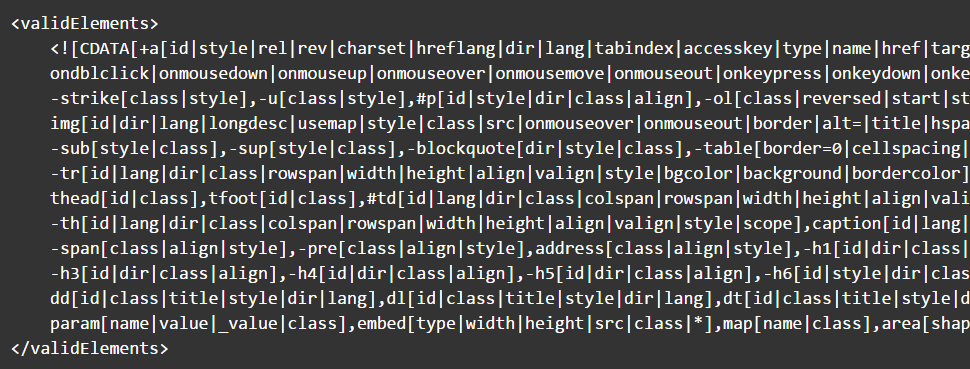 <validElements>
<![CDATA[+a[id|style|rel|rev|charset|hreflang|dir|lang|tabindex|accesskey|type|name|href|targ
ondblclick|onmousedown|onmouseup|onmouseover|onmousemove|onmouseout|onkeypress|onkeydown|onke
-strike[class|style],-u[class|style],#p[id|style|dir|class|align],-ol[class|reversed|start|st
img[id|dir|lang|longdesc|usemap|style|class|src|onmouseover|onmouseout|border|alt=|title|hspa
-sub[style|class],-sup[style|class],-blockquote[dir|style|class],-table[border=0|cellspacing|
-tr[id|lang|dir|class|rowspan|width|height|align|valign|style|bgcolor|background|bordercolor]
thead[id|class],tfoot[id|class],#td[id|lang|dir|class|colspan|rowspan|width|height|align|vali
-th[id|lang|dir|class|colspan|rowspan|width|height|align|valign|style|scope],caption[id|lang|
-span[class|align|style],-pre[class|align|style],address[class|align|style],-h1[id|dir|class|
-h3[id|dir|class|align],-h4[id|dir|class|align],-h5[id|dir|class|align],-h6[id|style|dir|clas
dd[id|class|title|style|dir|lang],dl[id|class|title|style|dir|lang],dt[id|class|title|style|d
param[name|value|_value|class],embed[type|width|height|src|class|*],map[name|class],area[shap
</validElements>